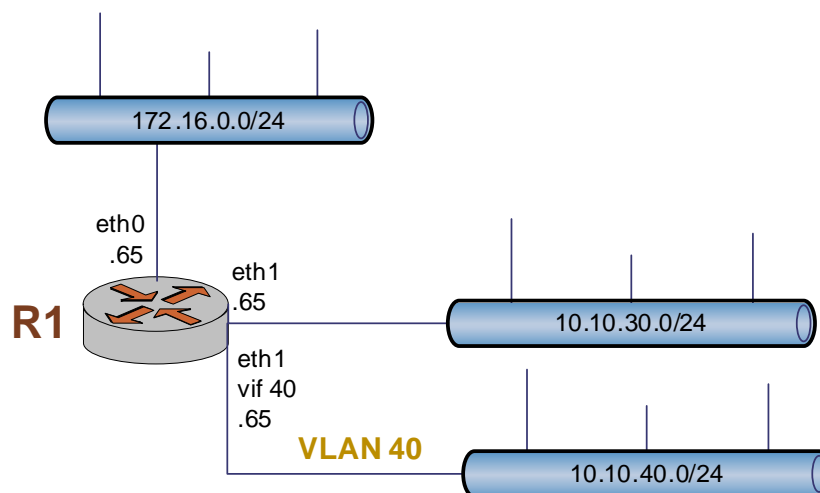 172.16.0.0/24
eth0
.65
eth1
.65
R1
10.10.30.0/24
eth1
vif 40
.65
VLAN 40
10.10.40.0/24